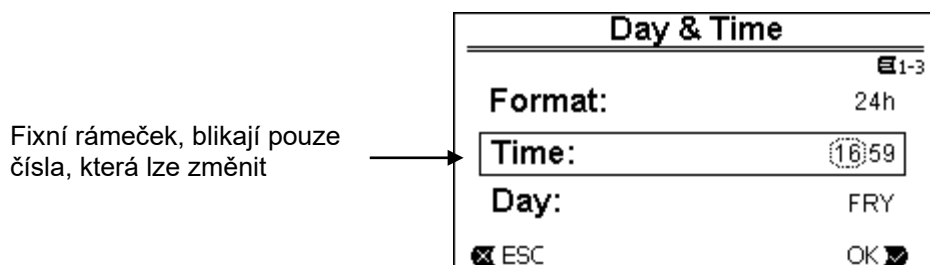 Day & Time
1-3
Format: 24h
Fixní rámeček, blikají pouze
čísla, která lze změnit
Time: 16:59
Day: FRY
ESC OK